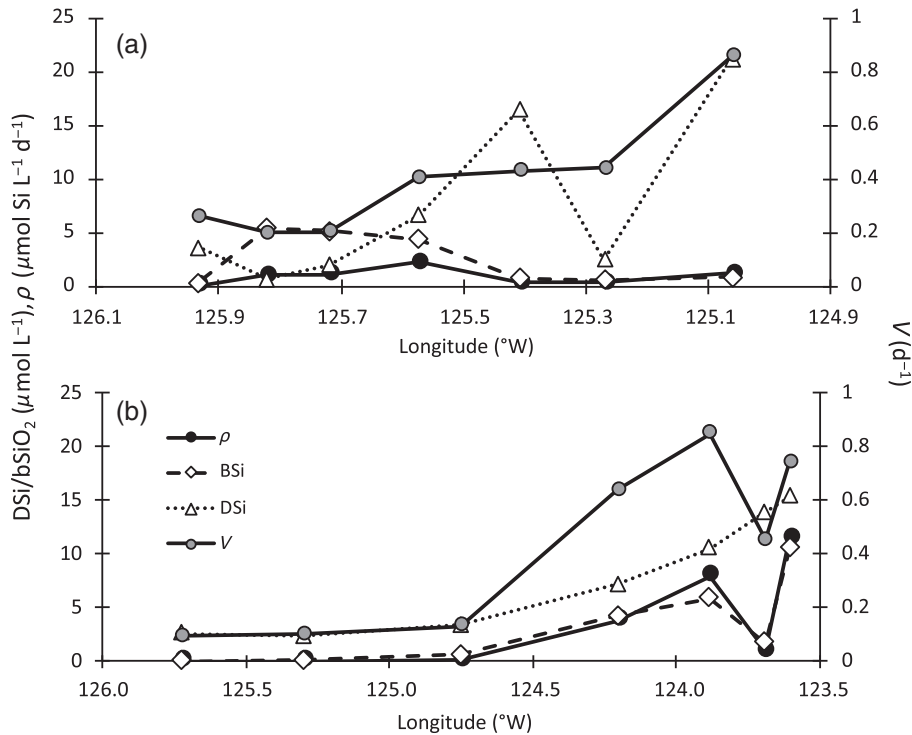 25 1
(a)
20 0.8
15 0.6
10 0.4
5 0.2
0 0
126.1 125.9 125.7 125.5 125.3 125.1 124.9
Longitude (°W)
DSi/bSiO₂ (μmol L⁻¹), ρ (μmol Si L⁻¹ d⁻¹)
V (d⁻¹)
25 1
(b)
20 ρ 0.8
BSi
15 DSi 0.6
V
10 0.4
5 0.2
0 0
126.0 125.5 125.0 124.5 124.0 123.5
Longitude (°W)